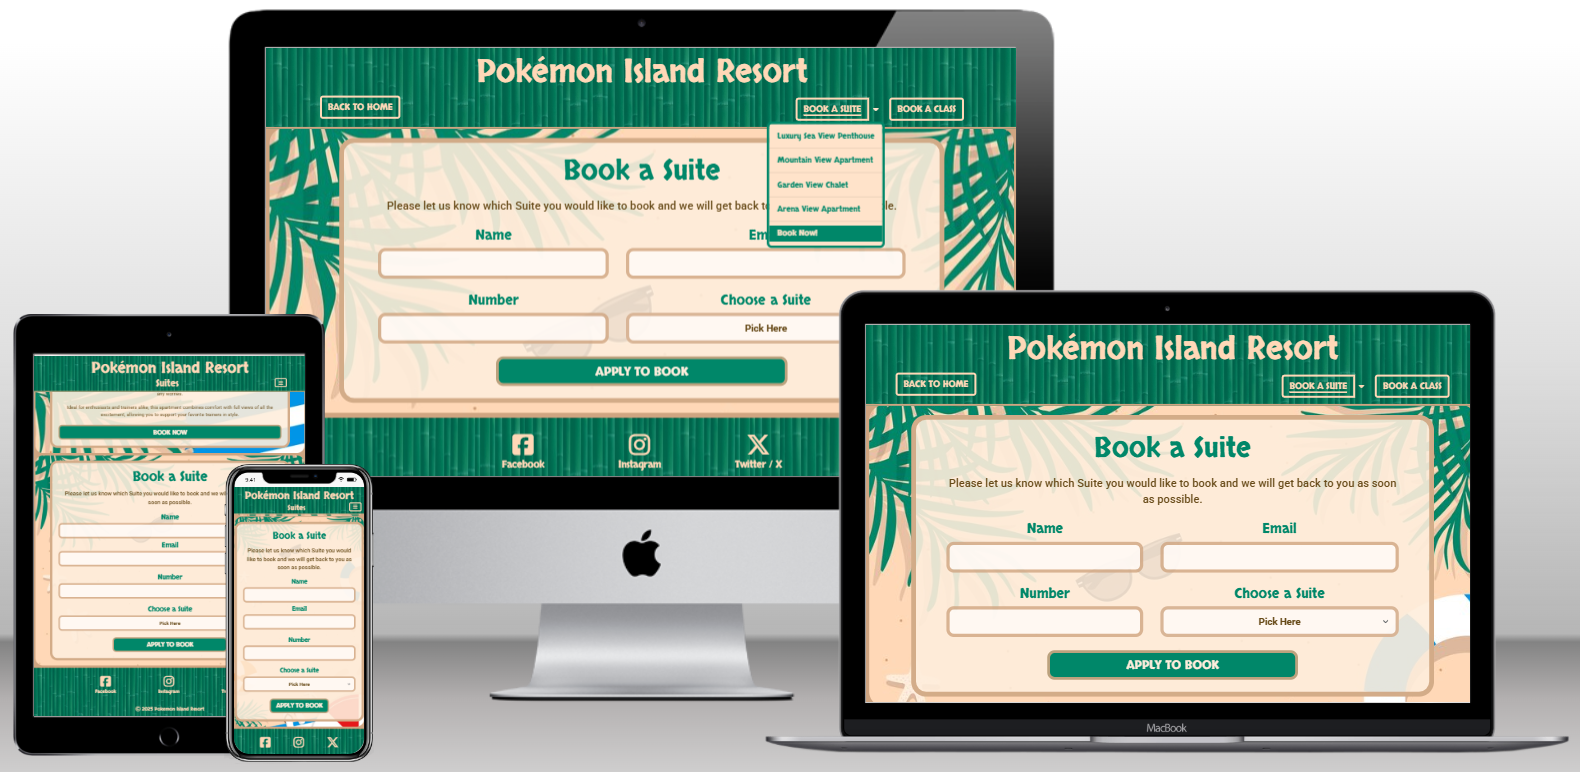 Pokémon Island Resort
BACK TO HOME
BOOK A SUITE
BOOK A CLASS
Luxury Sea View Penthouse
Mountain View Apartment
Garden View Chalet
Arena View Apartment
Book Now!
Book a Suite
Please let us know which Suite you would like to book and we will get back t
le.
Name
Em
Number
Choose a Suite
Pick Here
APPLY TO BOOK
Facebook
Instagram
Twitter / X
Pokémon Island Resort
Suites
any suites.
Ideal for enthusiasts and trainers alike, this apartment combines comfort with full views of all the
excitement, allowing you to support your favorite trainers in style.
BOOK NOW
Book a Suite
Please let us know which Suite you would like to book and we wi
soon as possible.
Name
Email
Number
Choose a Suite
Pick Here
APPLY TO BOOK
Facebook
Instagram
© 2025 Pokemon Island Resort
9:41
Pokémon Island Resort
Suites
Book a Suite
Please let us know which Suite you would
like to book and we will get back to you as
soon as possible.
Name
Email
Number
Choose a Suite
Pick Here
APPLY TO BOOK
Pokémon Island Resort
BACK TO HOME
BOOK A SUITE
BOOK A CLASS
Book a Suite
Please let us know which Suite you would like to book and we will get back to you as soon
as possible.
Name
Email
Number
Choose a Suite
Pick Here
APPLY TO BOOK
MacBook